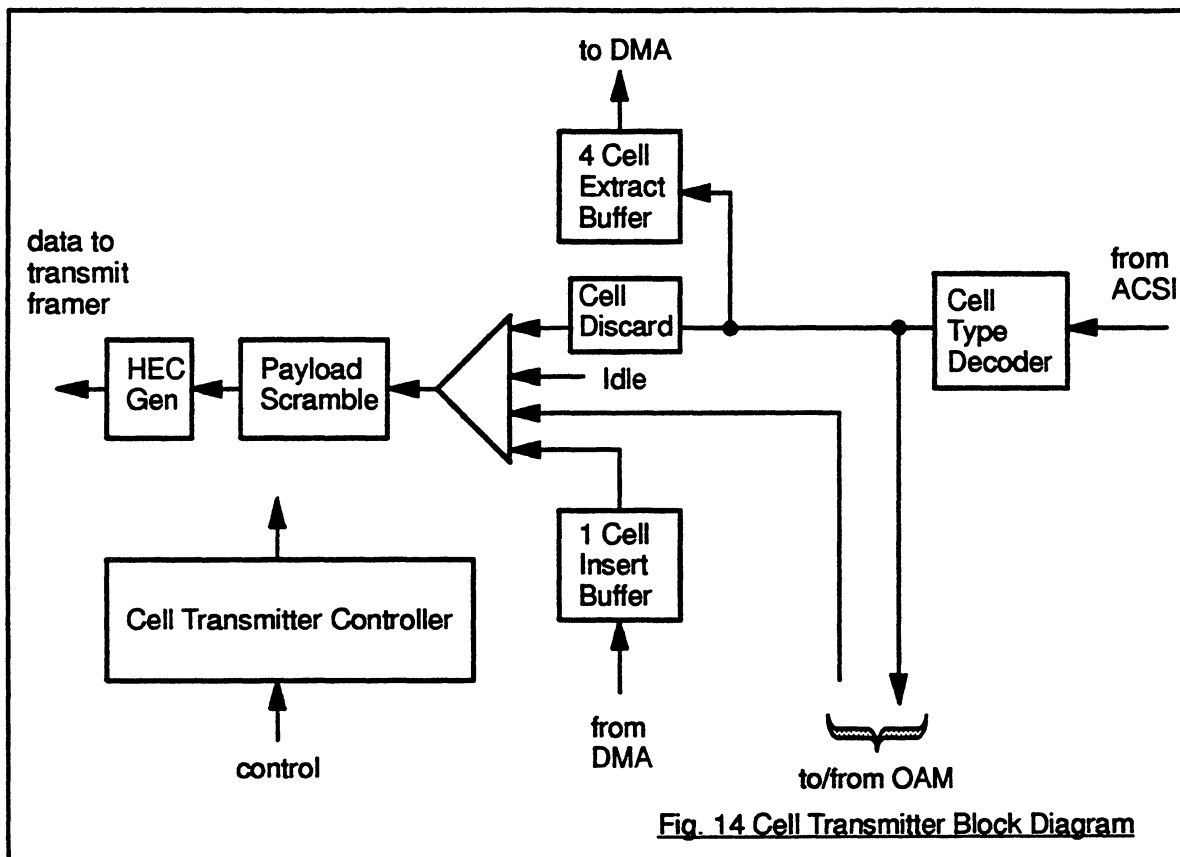 to DMA
4 Cell
Extract
Buffer
data to
transmit
framer
from
ACSI
Cell
Discard
Cell
Type
Decoder
HEC
Gen
Payload
Scramble
Idle
1 Cell
Insert
Buffer
Cell Transmitter Controller
from
DMA
control
to/from OAM
Fig. 14 Cell Transmitter Block Diagram